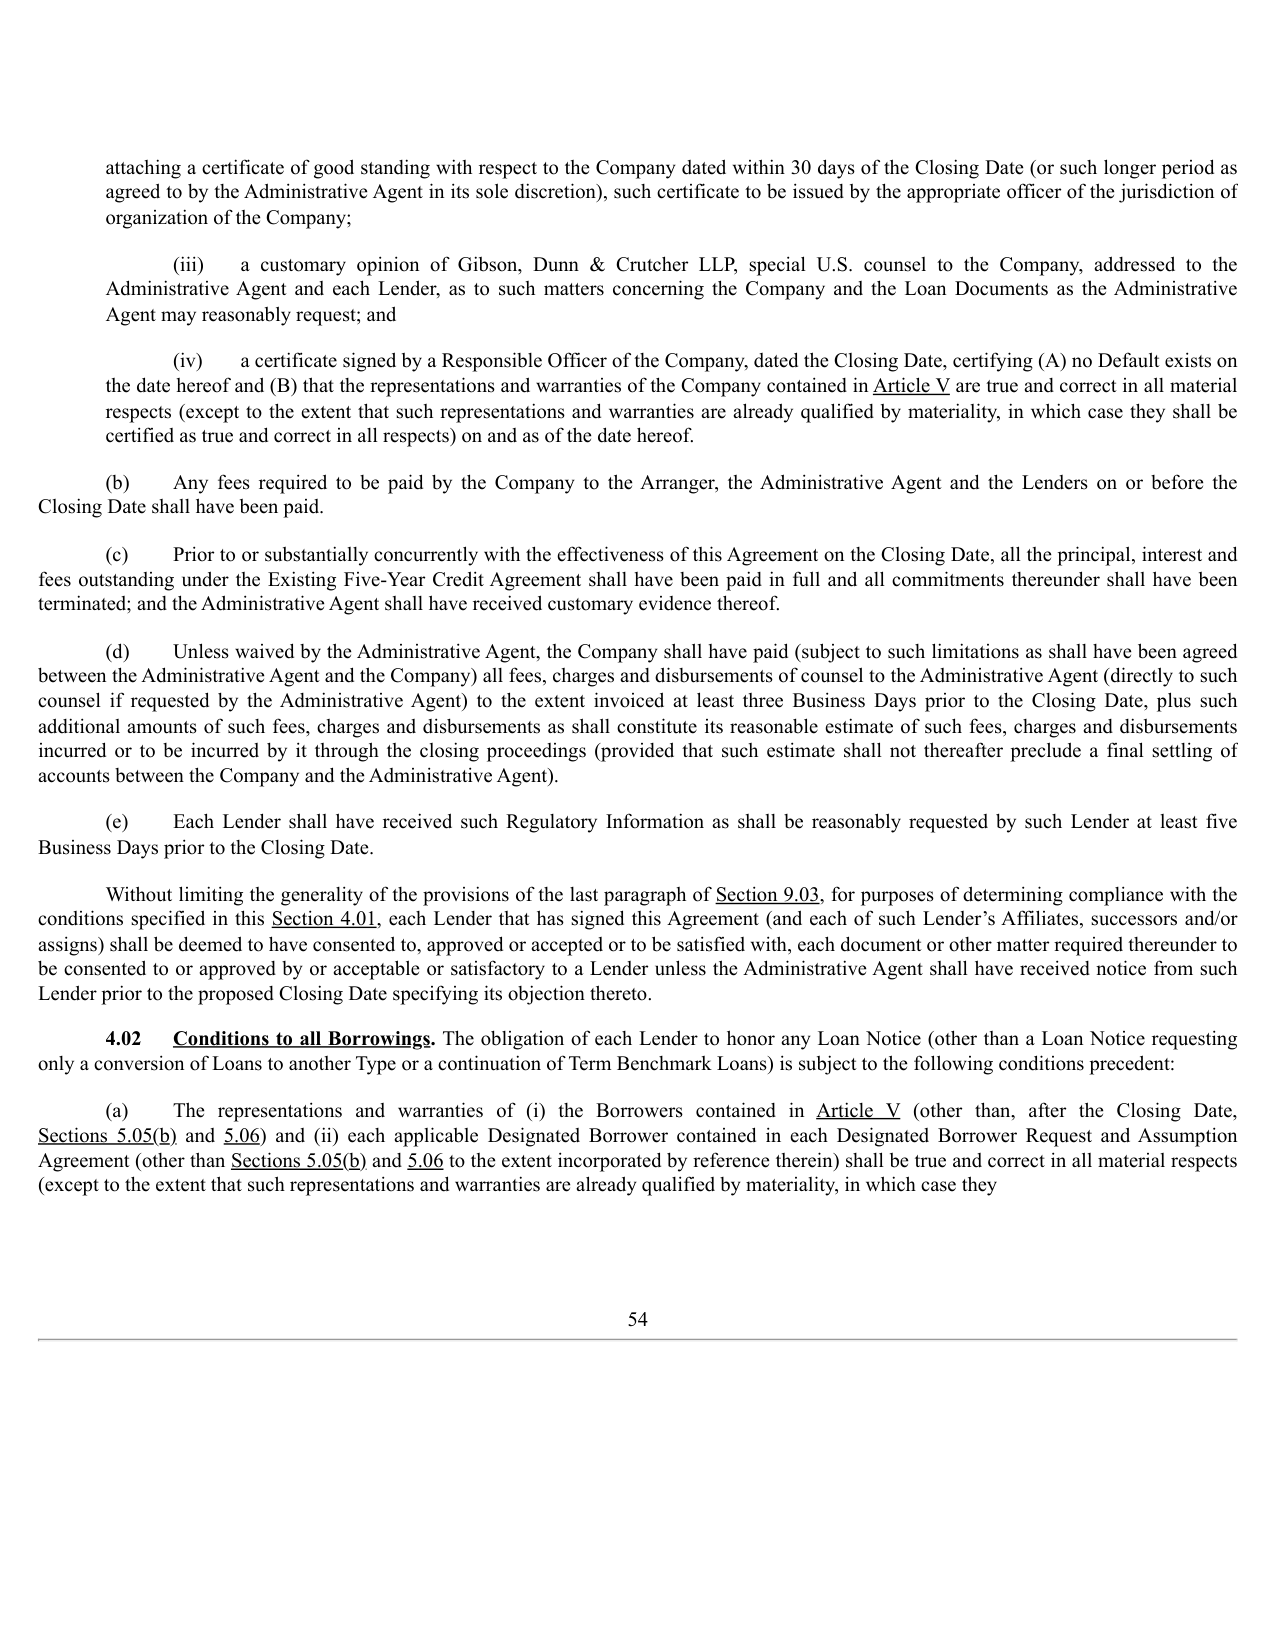 attaching a certificate of good standing with respect to the Company dated within 30 days of the Closing Date (or such longer period as
agreed to by the Administrative Agent in its sole discretion), such certificate to be issued by the appropriate officer of the jurisdiction of
organization of the Company;
(iii) a customary opinion of Gibson, Dunn & Crutcher LLP, special U.S. counsel to the Company, addressed to the
Administrative Agent and each Lender, as to such matters concerning the Company and the Loan Documents as the Administrative
Agent may reasonably request; and
(iv) a certificate signed by a Responsible Officer of the Company, dated the Closing Date, certifying (A) no Default exists on
the date hereof and (B) that the representations and warranties of the Company contained in Article V are true and correct in all material
respects (except to the extent that such representations and warranties are already qualified by materiality, in which case they shall be
certified as true and correct in all respects) on and as of the date hereof.
(b) Any fees required to be paid by the Company to the Arranger, the Administrative Agent and the Lenders on or before the
Closing Date shall have been paid.
(c) Prior to or substantially concurrently with the effectiveness of this Agreement on the Closing Date, all the principal, interest and
fees outstanding under the Existing Five-Year Credit Agreement shall have been paid in full and all commitments thereunder shall have been
terminated; and the Administrative Agent shall have received customary evidence thereof.
(d) Unless waived by the Administrative Agent, the Company shall have paid (subject to such limitations as shall have been agreed
between the Administrative Agent and the Company) all fees, charges and disbursements of counsel to the Administrative Agent (directly to such
counsel if requested by the Administrative Agent) to the extent invoiced at least three Business Days prior to the Closing Date, plus such
additional amounts of such fees, charges and disbursements as shall constitute its reasonable estimate of such fees, charges and disbursements
incurred or to be incurred by it through the closing proceedings (provided that such estimate shall not thereafter preclude a final settling of
accounts between the Company and the Administrative Agent).
(e) Each Lender shall have received such Regulatory Information as shall be reasonably requested by such Lender at least five
Business Days prior to the Closing Date.
Without limiting the generality of the provisions of the last paragraph of Section 9.03, for purposes of determining compliance with the
conditions specified in this Section 4.01, each Lender that has signed this Agreement (and each of such Lender’s Affiliates, successors and/or
assigns) shall be deemed to have consented to, approved or accepted or to be satisfied with, each document or other matter required thereunder to
be consented to or approved by or acceptable or satisfactory to a Lender unless the Administrative Agent shall have received notice from such
Lender prior to the proposed Closing Date specifying its objection thereto.
4.02 Conditions to all Borrowings. The obligation of each Lender to honor any Loan Notice (other than a Loan Notice requesting
only a conversion of Loans to another Type or a continuation of Term Benchmark Loans) is subject to the following conditions precedent:
(a) The representations and warranties of (i) the Borrowers contained in Article V (other than, after the Closing Date,
Sections 5.05(b) and 5.06) and (ii) each applicable Designated Borrower contained in each Designated Borrower Request and Assumption
Agreement (other than Sections 5.05(b) and 5.06 to the extent incorporated by reference therein) shall be true and correct in all material respects
(except to the extent that such representations and warranties are already qualified by materiality, in which case they
54